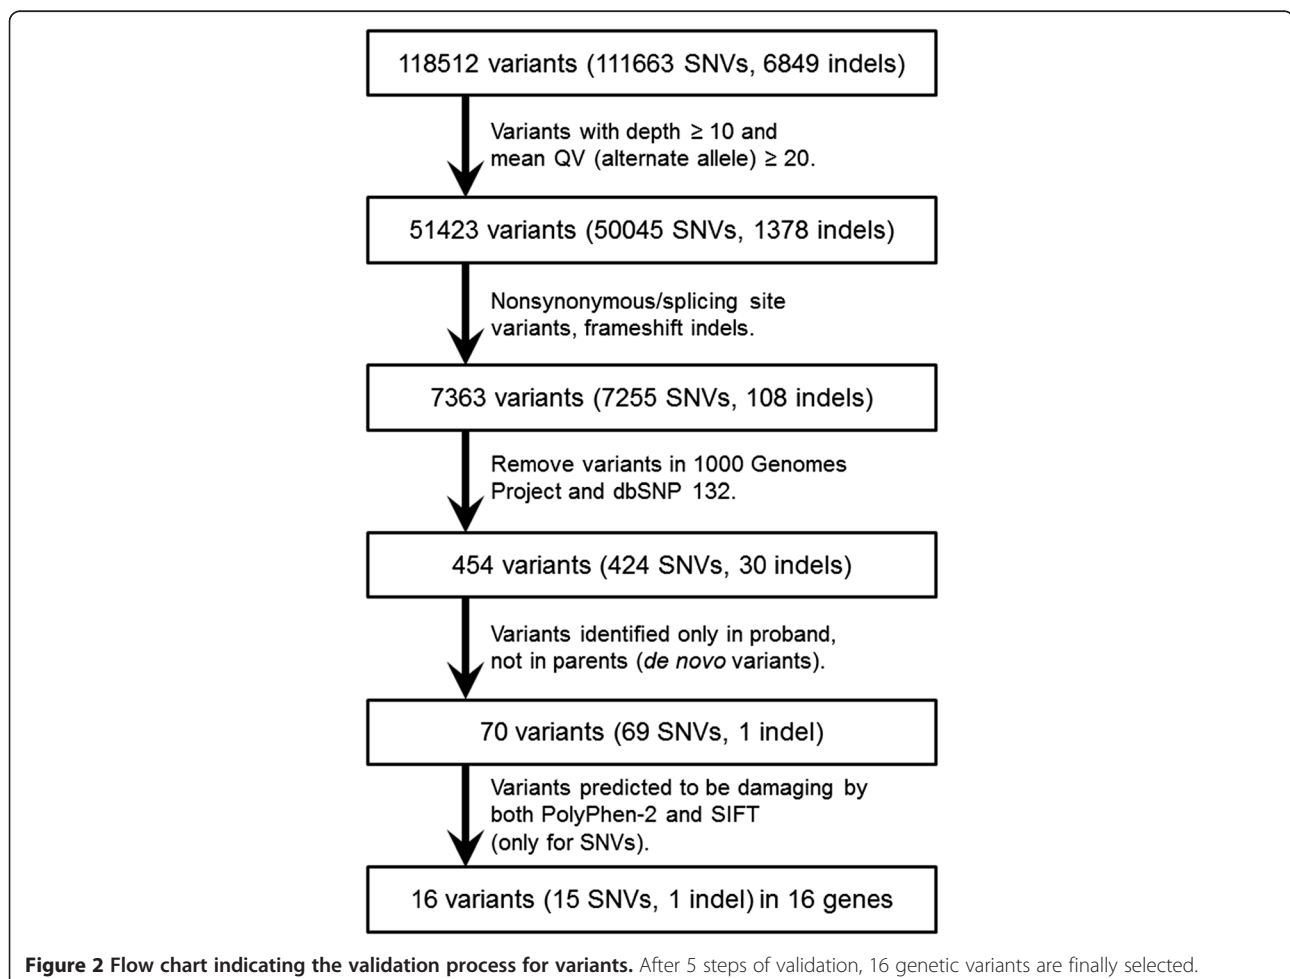 118512 variants (111663 SNVs, 6849 indels)
Variants with depth ≥ 10 and
mean QV (alternate allele) ≥ 20.
51423 variants (50045 SNVs, 1378 indels)
Nonsynonymous/splicing site
variants, frameshift indels.
7363 variants (7255 SNVs, 108 indels)
Remove variants in 1000 Genomes
Project and dbSNP 132.
454 variants (424 SNVs, 30 indels)
Variants identified only in proband,
not in parents (de novo variants).
70 variants (69 SNVs, 1 indel)
Variants predicted to be damaging by
both PolyPhen-2 and SIFT
(only for SNVs).
16 variants (15 SNVs, 1 indel) in 16 genes
Figure 2 Flow chart indicating the validation process for variants. After 5 steps of validation, 16 genetic variants are finally selected.